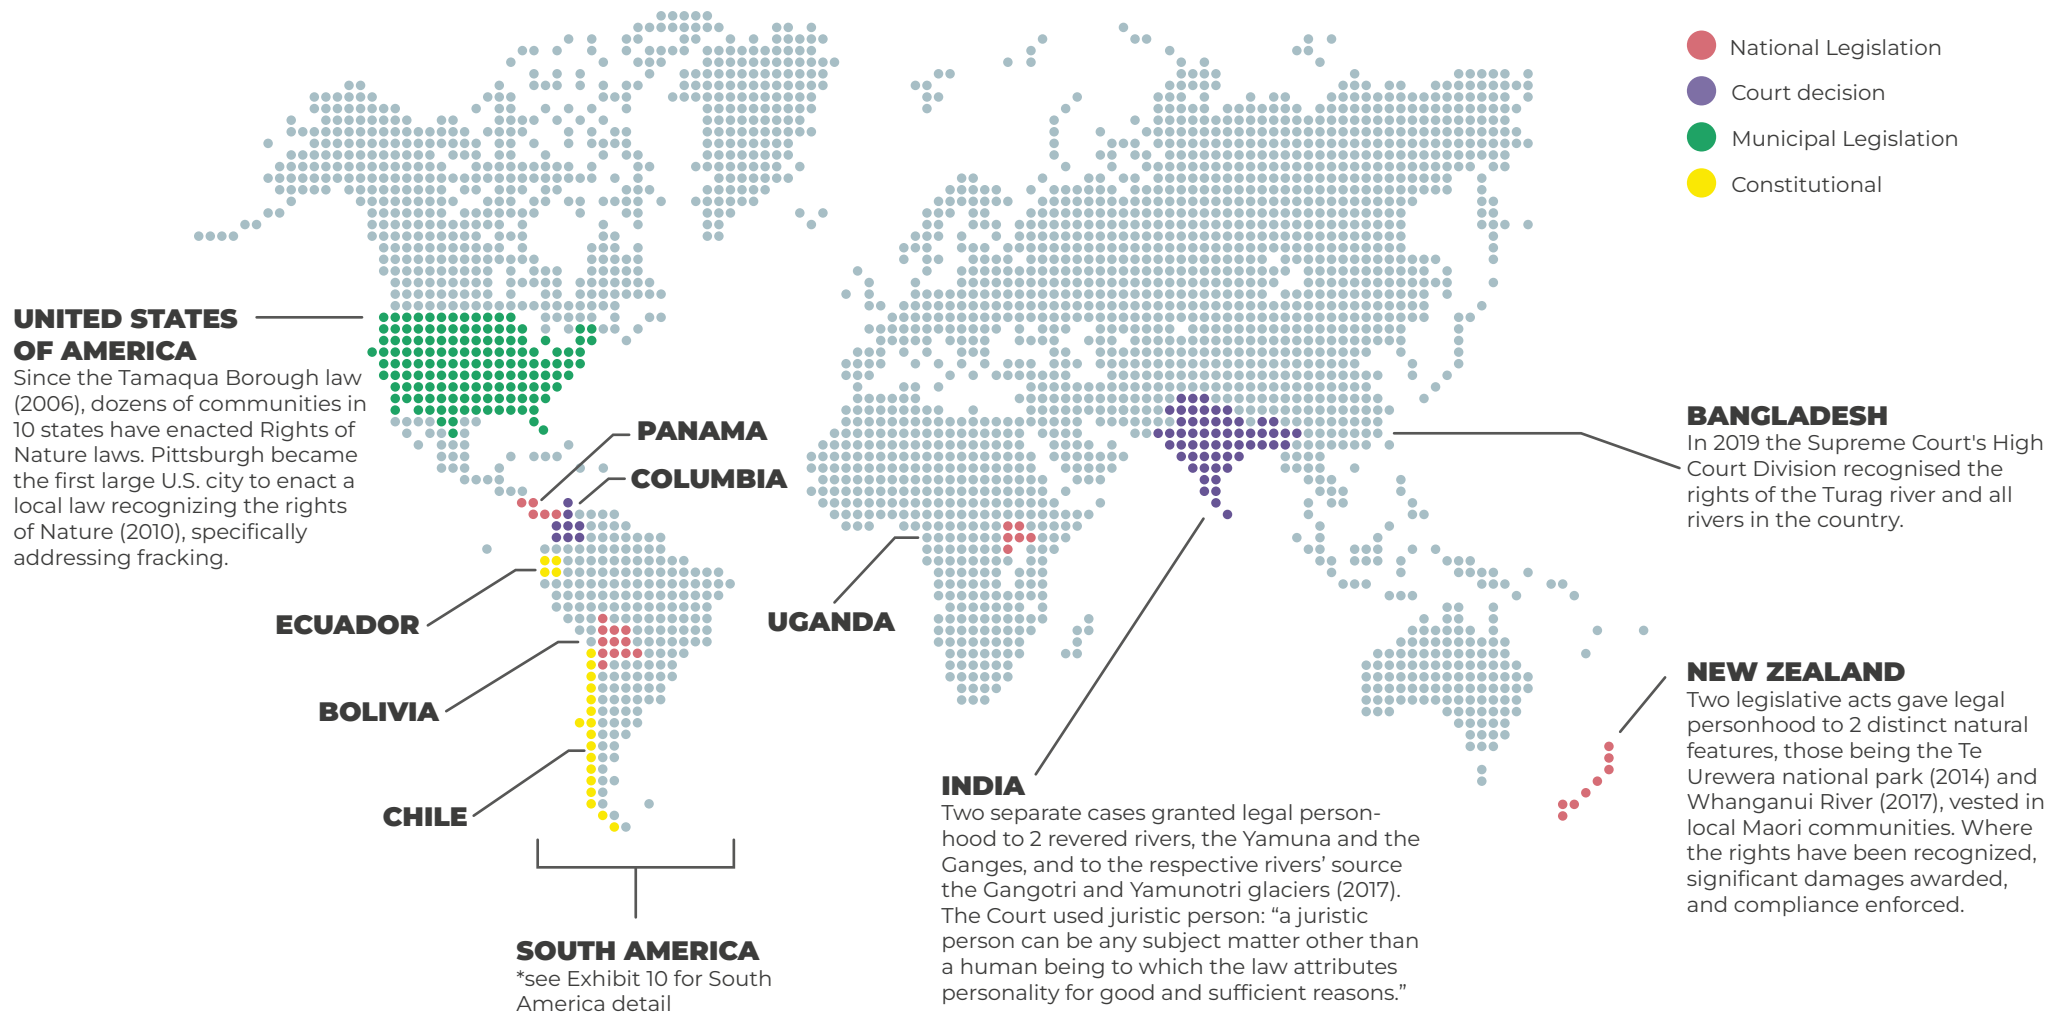 National Legislation
Court decision
Municipal Legislation
Constitutional
UNITED STATES
OF AMERICA
Since the Tamaqua Borough law
(2006), dozens of communities in
10 states have enacted Rights of
Nature laws. Pittsburgh became
the first large U.S. city to enact a
local law recognizing the rights
of Nature (2010), specifically
addressing fracking.
PANAMA
COLUMBIA
ECUADOR
BOLIVIA
CHILE
SOUTH AMERICA
*see Exhibit 10 for South
America detail
UGANDA
INDIA
Two separate cases granted legal person-
hood to 2 revered rivers, the Yamuna and the
Ganges, and to the respective rivers’ source
the Gangotri and Yamunotri glaciers (2017).
The Court used juristic person: “a juristic
person can be any subject matter other than
a human being to which the law attributes
personality for good and sufficient reasons.”
BANGLADESH
In 2019 the Supreme Court's High
Court Division recognised the
rights of the Turag river and all
rivers in the country.
NEW ZEALAND
Two legislative acts gave legal
personhood to 2 distinct natural
features, those being the Te
Urewera national park (2014) and
Whanganui River (2017), vested in
local Maori communities. Where
the rights have been recognized,
significant damages awarded,
and compliance enforced.